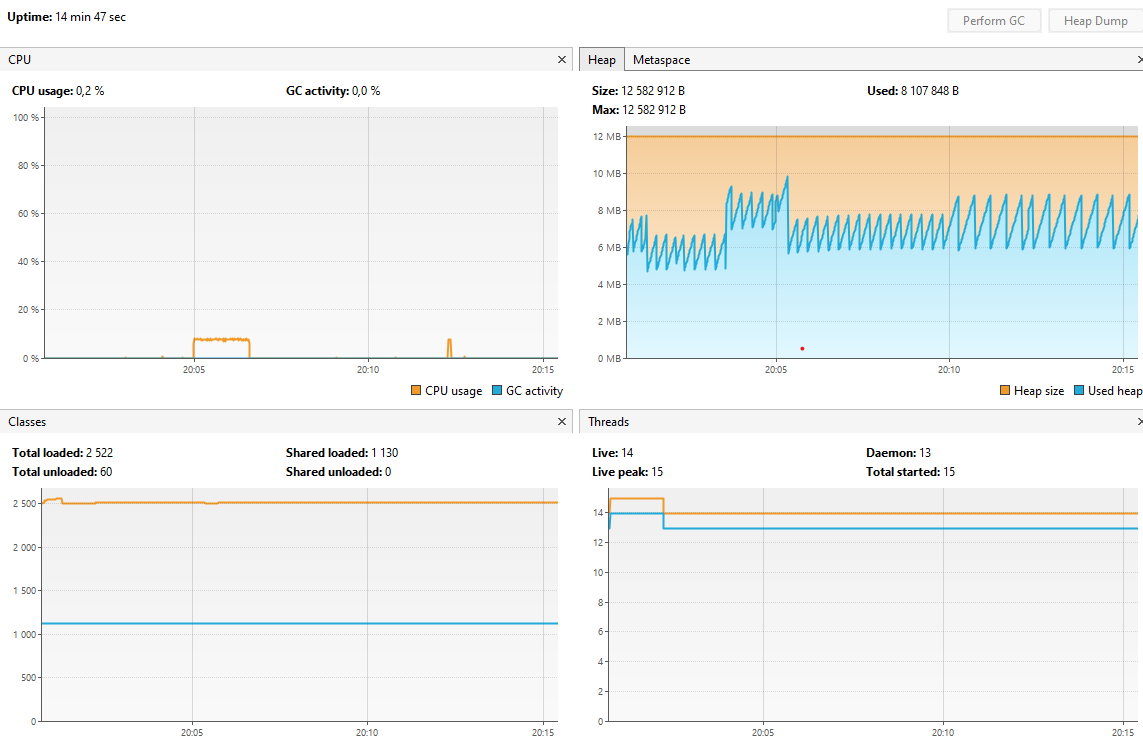 Uptime: 14 min 47 sec
Perform GC
Heap Dump
CPU
CPU usage: 0,2 %
GC activity: 0,0 %
100 %
80 %
60 %
40 %
20 %
0 %
20:05
20:10
20:15
CPU usage
GC activity
Heap
Metaspace
Size: 12 582 912 B
Used: 8 107 848 B
Max: 12 582 912 B
12 MB
10 MB
8 MB
6 MB
4 MB
2 MB
0 MB
20:05
20:10
20:15
Heap size
Used heap
Classes
Total loaded: 2 522
Shared loaded: 1 130
Total unloaded: 60
Shared unloaded: 0
2 500
2 000
1 500
1 000
500
0
20:05
20:10
20:15
Threads
Live: 14
Daemon: 13
Live peak: 15
Total started: 15
14
12
10
8
6
4
2
0
20:05
20:10
20:15